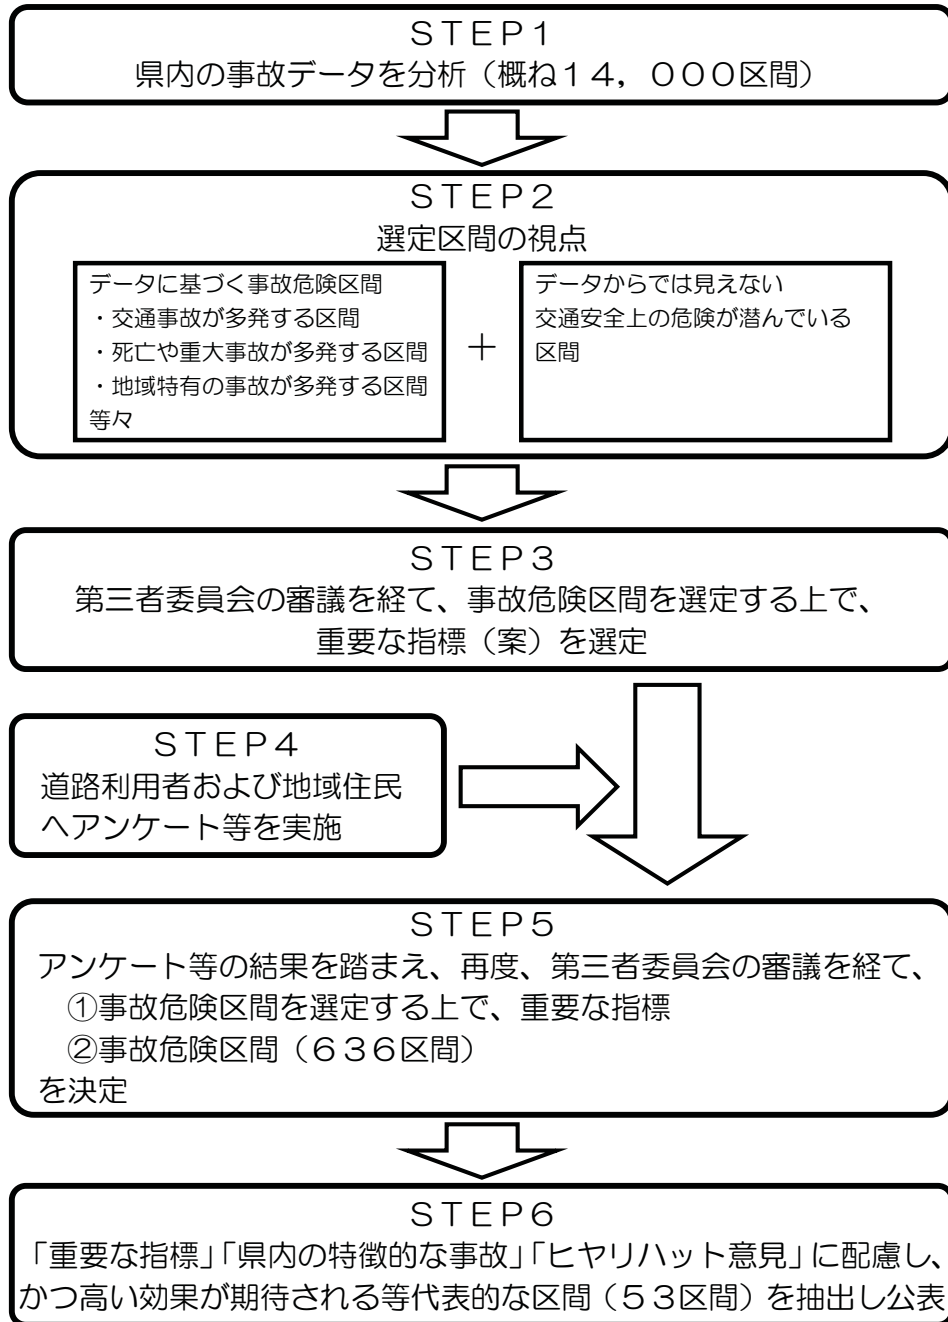 ＳＴＥＰ１
県内の事故データを分析（概ね１４，０００区間）
ＳＴＥＰ２
選定区間の視点
データに基づく事故危険区間
・交通事故が多発する区間
・死亡や重大事故が多発する区間
・地域特有の事故が多発する区間
等々
＋
データからでは見えない
交通安全上の危険が潜んでいる
区間
ＳＴＥＰ３
第三者委員会の審議を経て、事故危険区間を選定する上で、
重要な指標（案）を選定
ＳＴＥＰ４
道路利用者および地域住民
へアンケート等を実施
ＳＴＥＰ５
アンケート等の結果を踏まえ、再度、第三者委員会の審議を経て、
①事故危険区間を選定する上で、重要な指標
②事故危険区間（６３６区間）
を決定
ＳＴＥＰ６
「重要な指標」「県内の特徴的な事故」「ヒヤリハット意見」に配慮し、
かつ高い効果が期待される等代表的な区間（５３区間）を抽出し公表